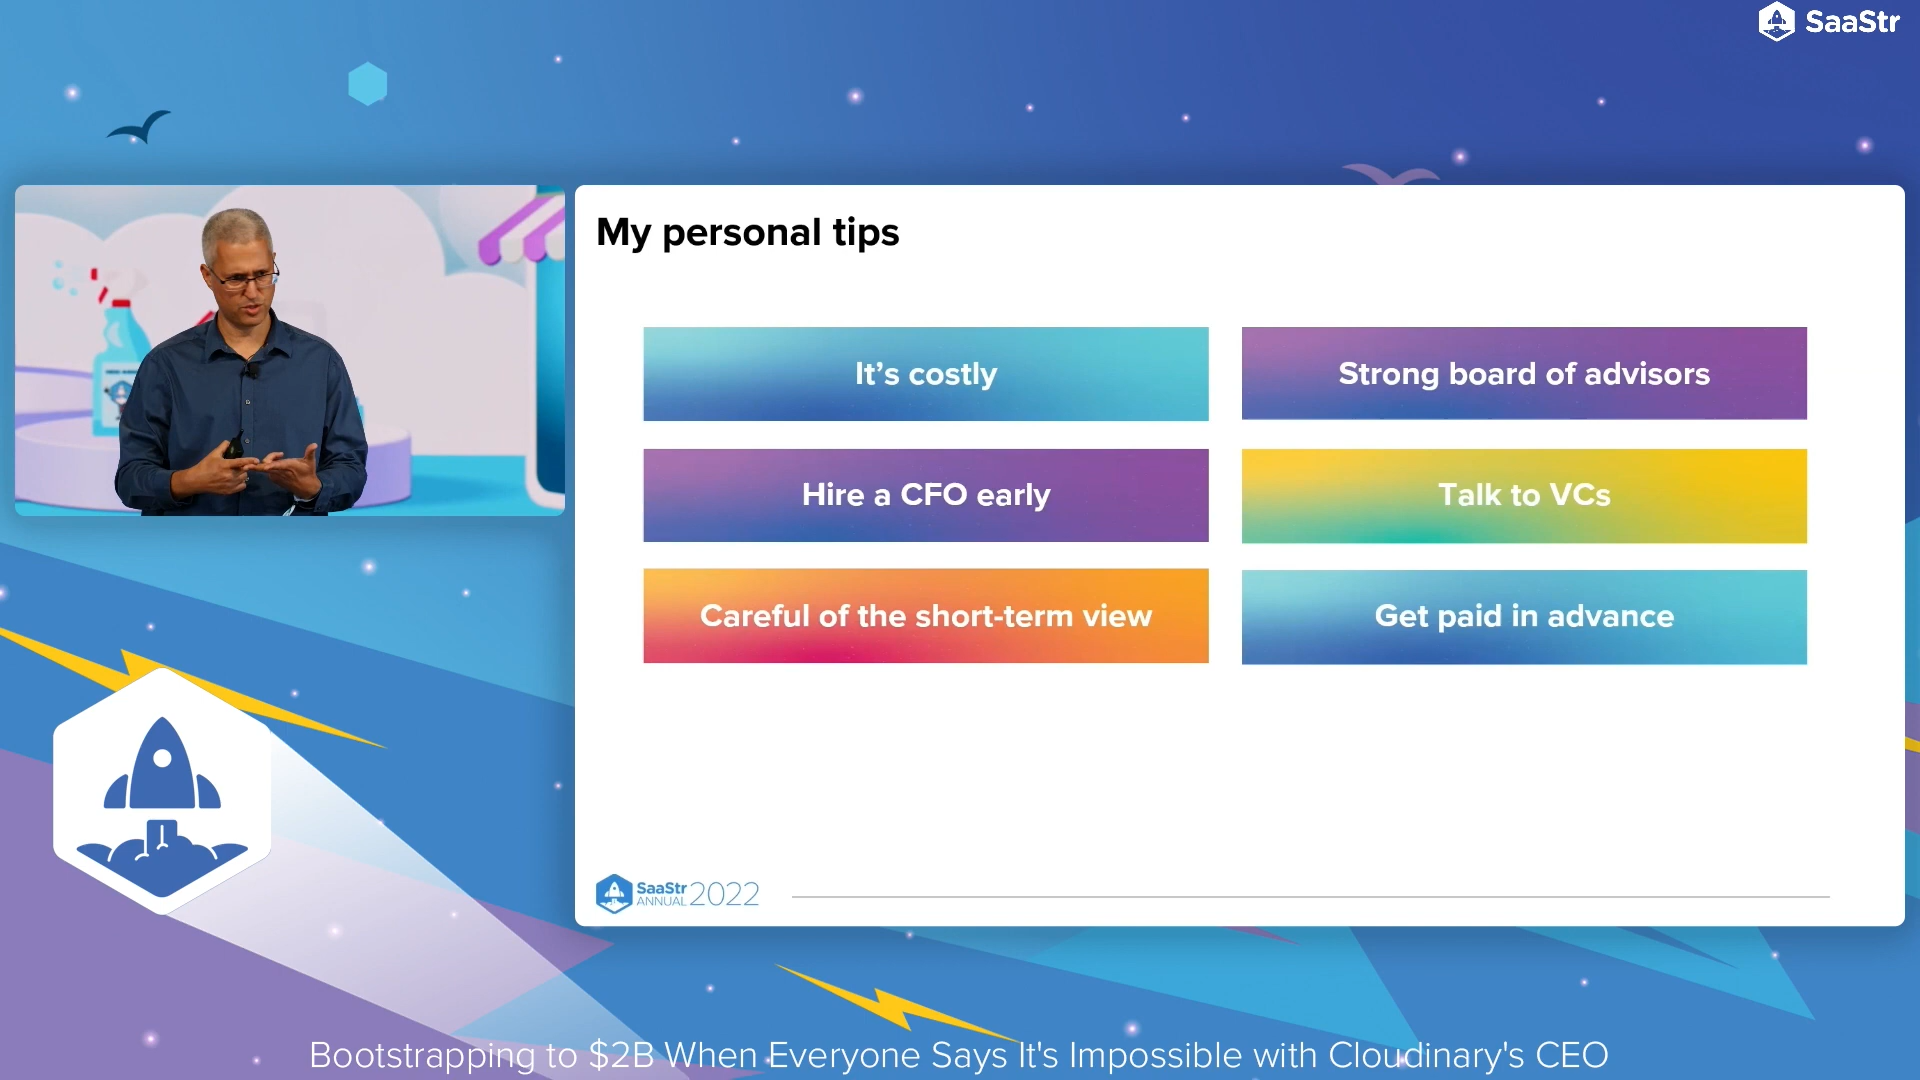 SaaStr
My personal tips
It’s costly
Strong board of advisors
Hire a CFO early
Talk to VCs
Careful of the short-term view
Get paid in advance
SaaStr
ANNUAL 2022
Bootstrapping to $2B When Everyone Says It's Impossible with Cloudinary's CEO